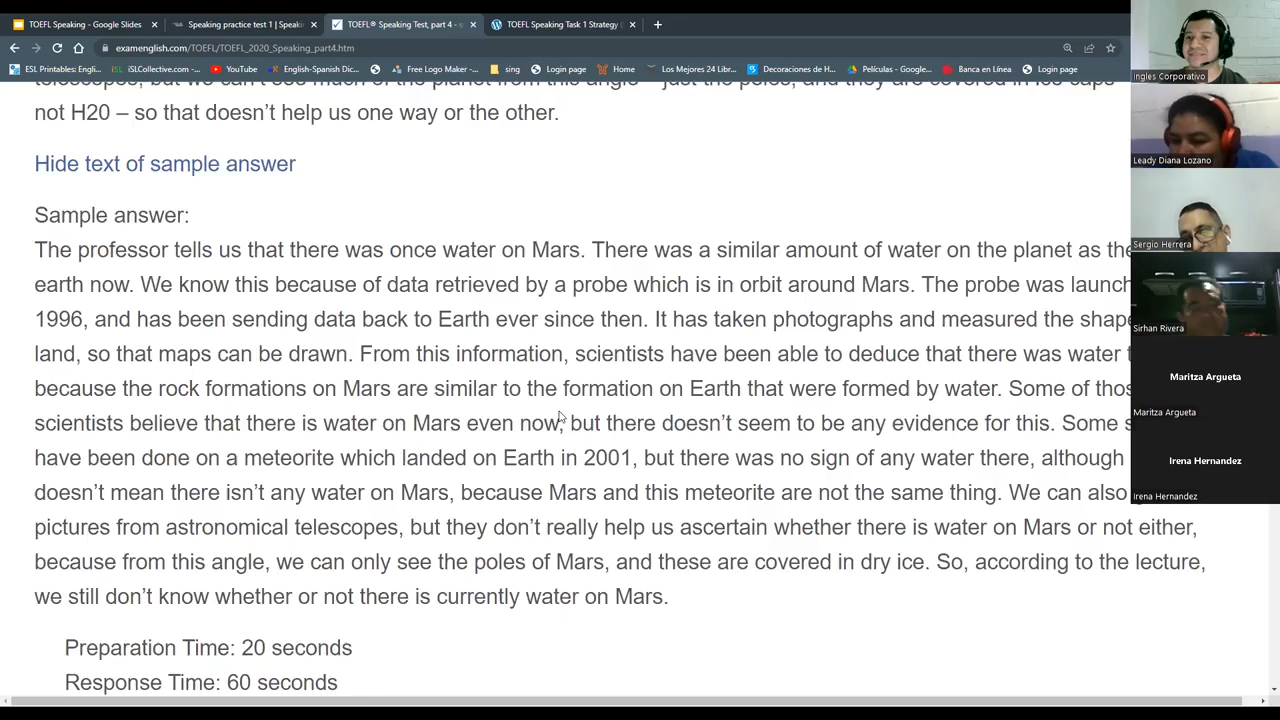 TOEFL Speaking - Google Slides
Speaking practice test 1 | Speaki
TOEFL® Speaking Test, part 4 -
TOEFL Speaking Task 1 Strategy (
examenglish.com/TOEFL/TOEFL_2020_Speaking_part4.htm
ESL Printables: Engli...
iSLCollective.com -...
YouTube
English-Spanish Dic...
Free Logo Maker -...
sing
Login page
Home
Los Mejores 24 Libr...
Decoraciones de H...
Películas - Google...
Banca en Línea
Login page
not H20 – so that doesn't help us one way or the other.
Hide text of sample answer
Sample answer:
The professor tells us that there was once water on Mars. There was a similar amount of water on the planet as the
earth now. We know this because of data retrieved by a probe which is in orbit around Mars. The probe was launch
1996, and has been sending data back to Earth ever since then. It has taken photographs and measured the shape
land, so that maps can be drawn. From this information, scientists have been able to deduce that there was water
because the rock formations on Mars are similar to the formation on Earth that were formed by water. Some of thos
scientists believe that there is water on Mars even now, but there doesn't seem to be any evidence for this. Some s
have been done on a meteorite which landed on Earth in 2001, but there was no sign of any water there, although
doesn't mean there isn't any water on Mars, because Mars and this meteorite are not the same thing. We can also
pictures from astronomical telescopes, but they don't really help us ascertain whether there is water on Mars or not either,
because from this angle, we can only see the poles of Mars, and these are covered in dry ice. So, according to the lecture,
we still don't know whether or not there is currently water on Mars.
Preparation Time: 20 seconds
Response Time: 60 seconds
Ingles Corporativo
Leady Diana Lozano
Sergio Herrera
Sirhan Rivera
Maritza Argueta
Maritza Argueta
Irena Hernandez
Irena Hernandez